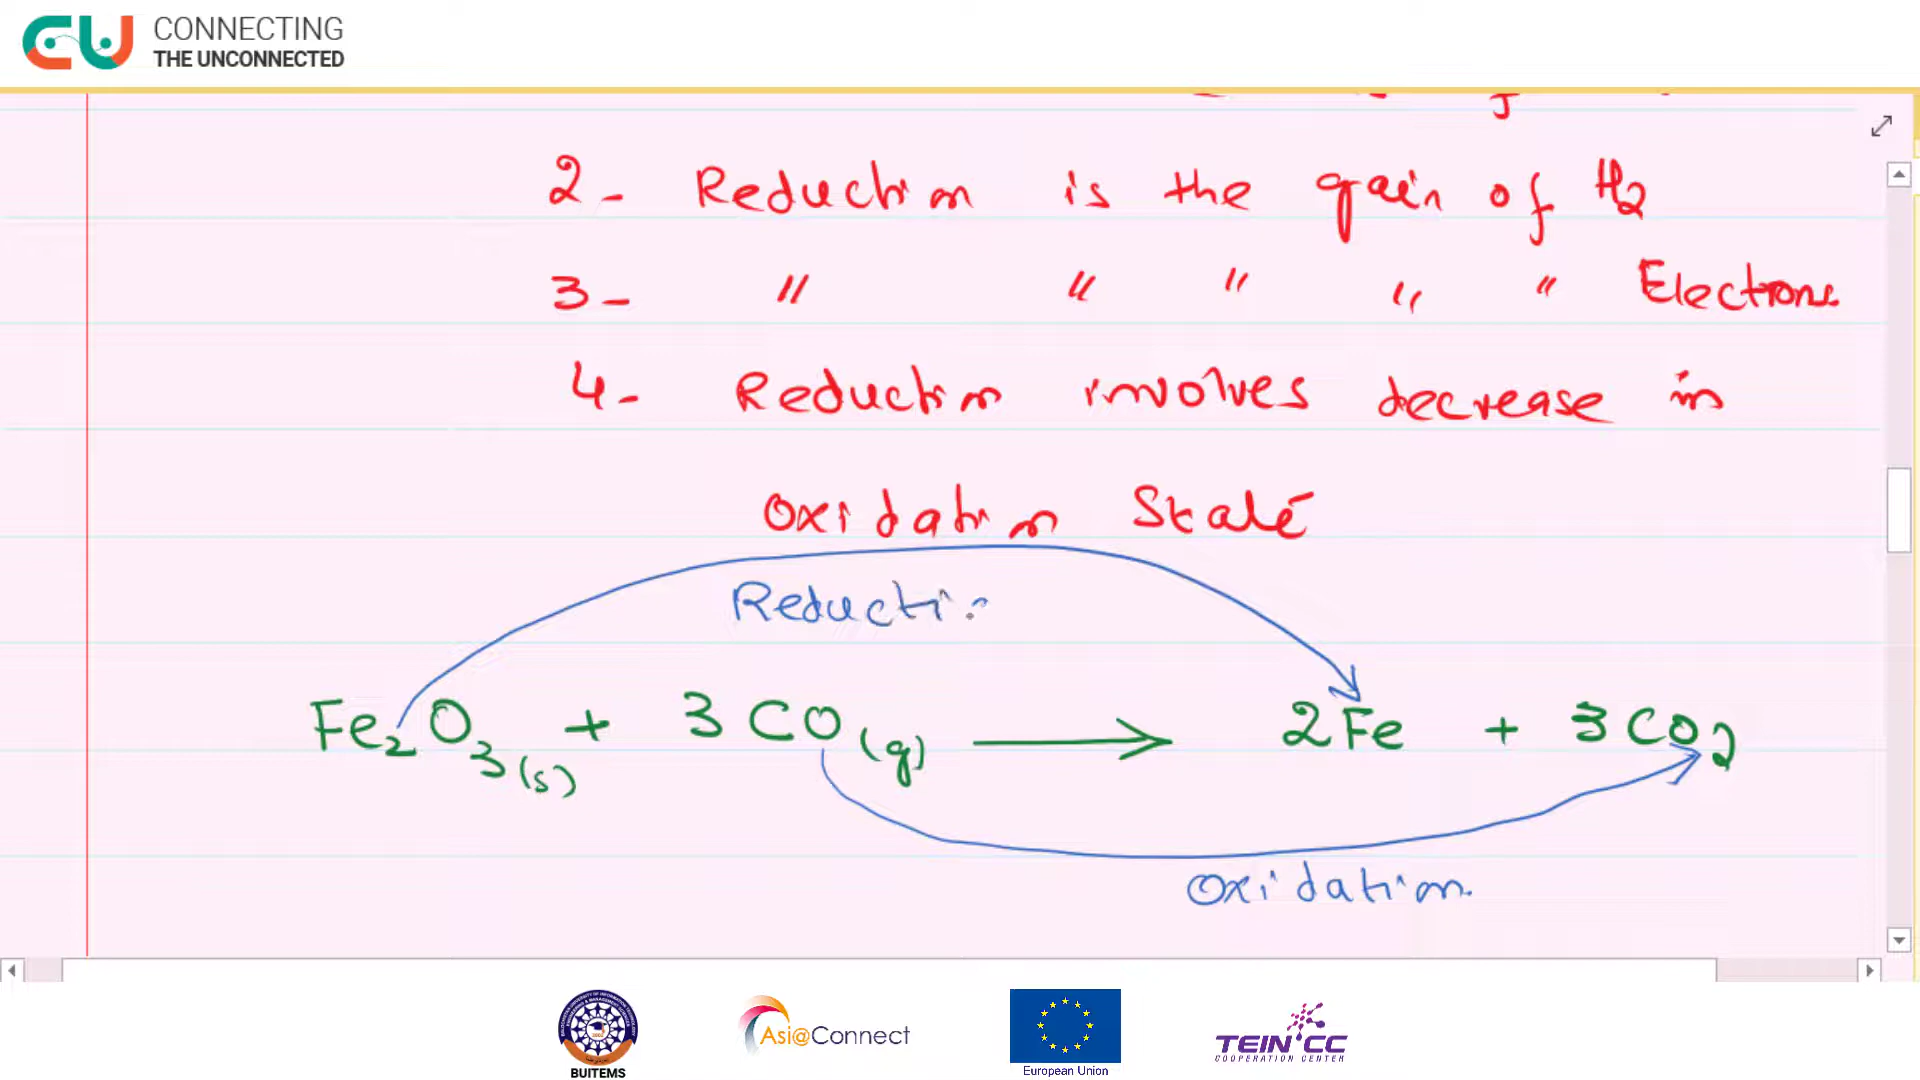 CONNECTING
THE UNCONNECTED
2- Reduction is the gain of H2
3- " " " " " Electrons
4- Reduction involves decrease in
Oxidation State
Reducti
Fe2O3(s) + 3CO(g) → 2Fe + 3CO2
Oxidation.
BUITEMS
Asi@Connect
European Union
TEIN*CC
COOPERATION CENTER